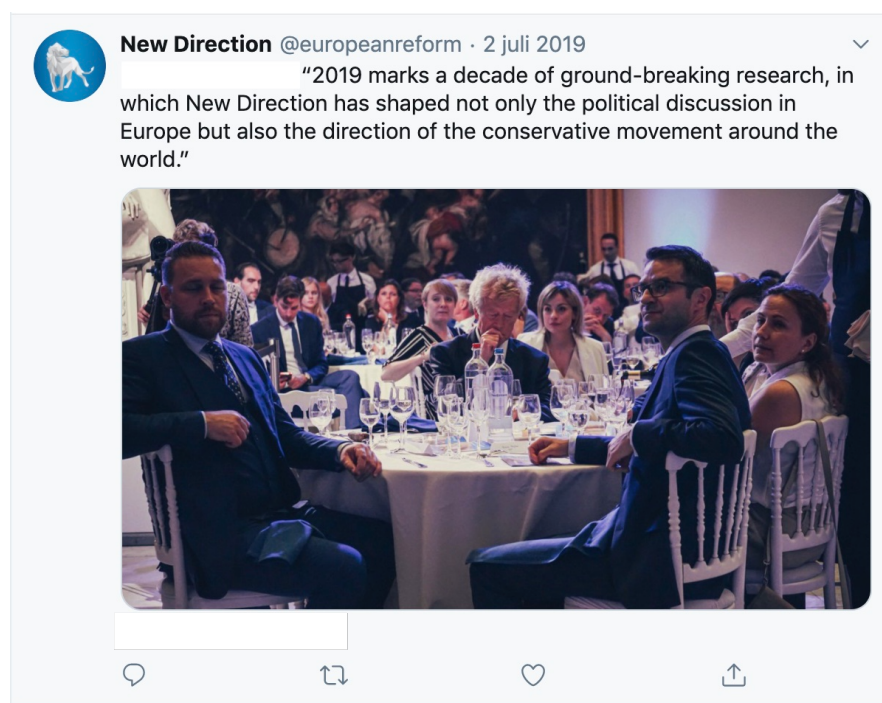 New Direction @europeanreform · 2 juli 2019
“2019 marks a decade of ground-breaking research, in
which New Direction has shaped not only the political discussion in
Europe but also the direction of the conservative movement around the
world.”